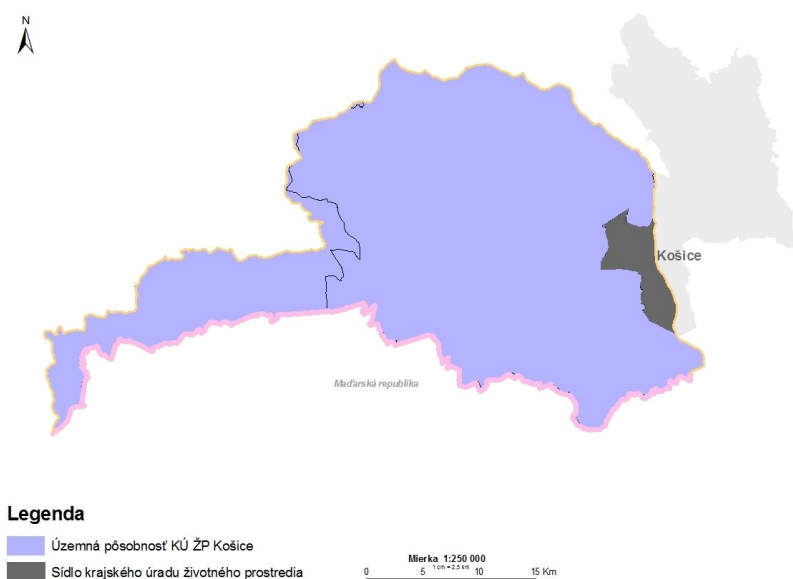 N
Košice
Maďarská republika
Legenda
Územná pôsobnosť KÚ ŽP Košice
Sídlo krajského úradu životného prostredia
Mierka 1:250 000
1 cm = 2,5 km
0 5 10 15 Km